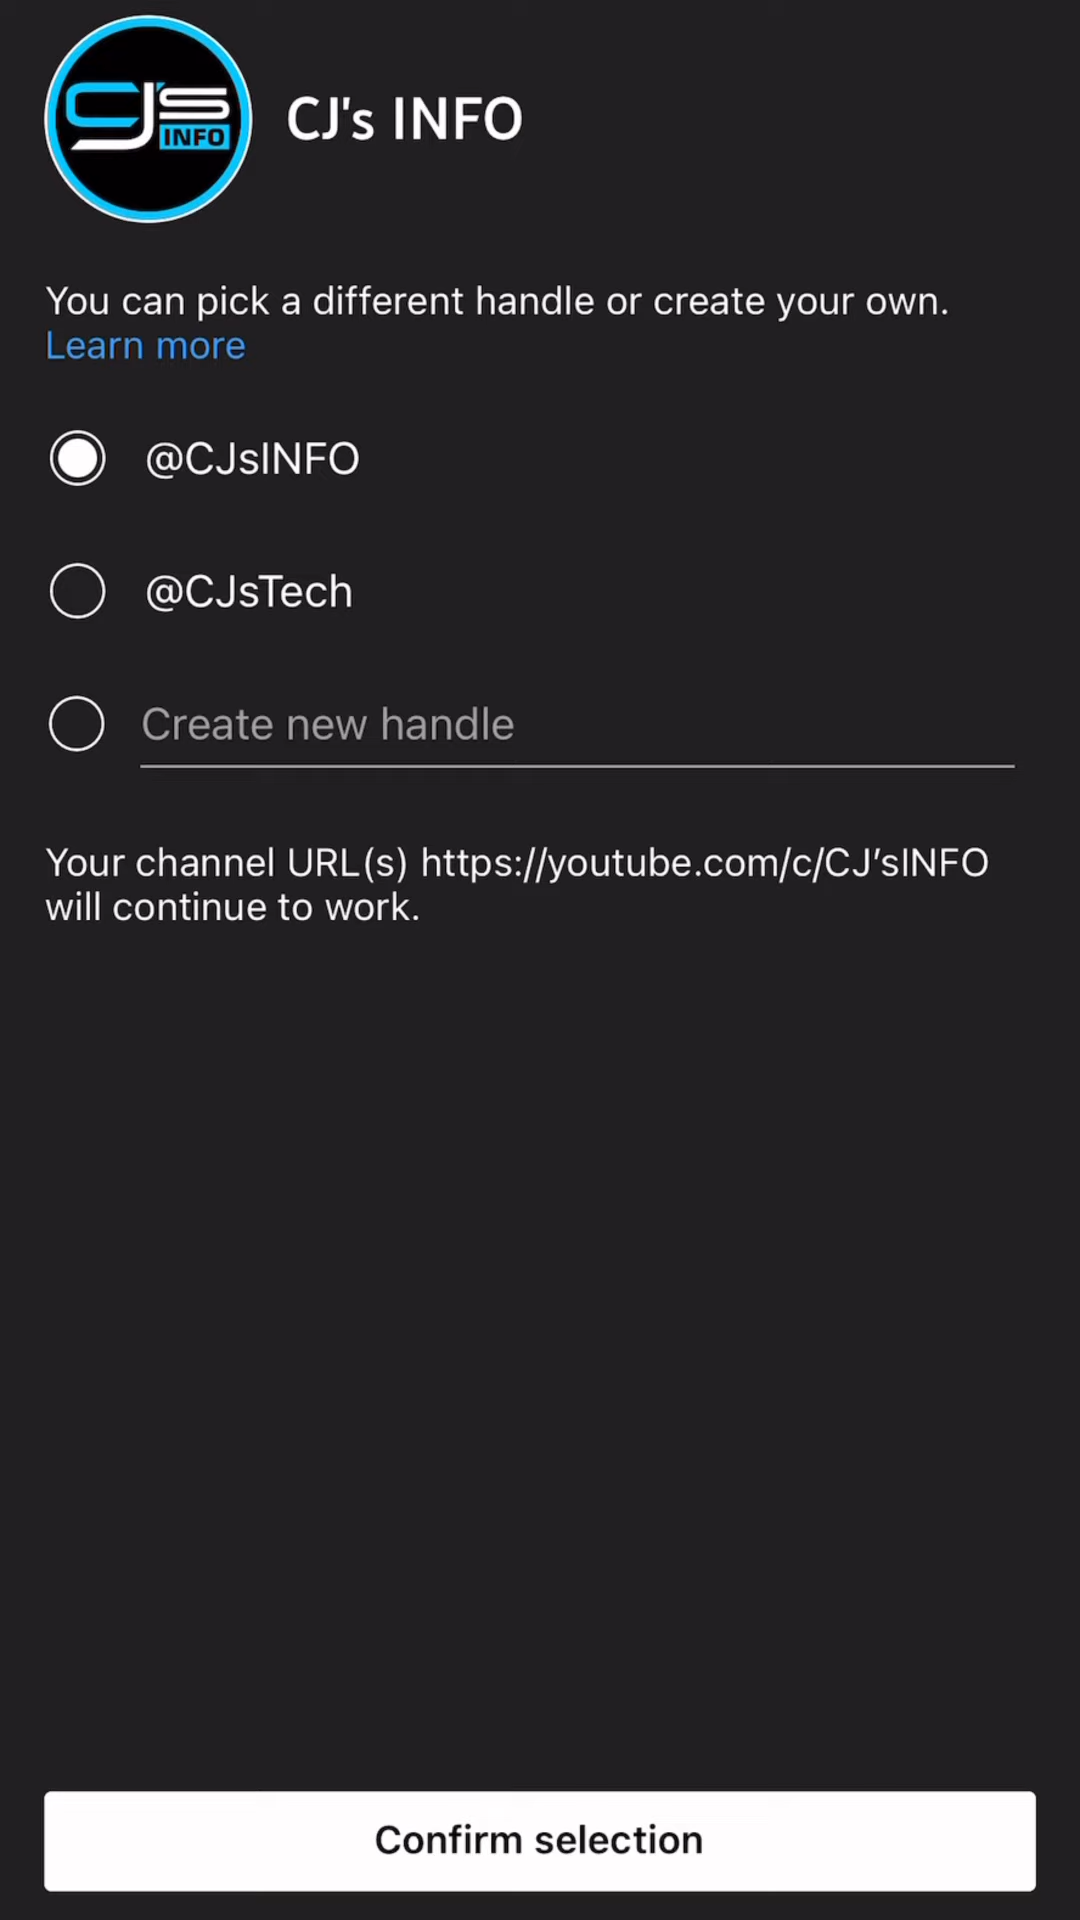 CJ's
INFO
CJ's INFO
You can pick a different handle or create your own.
Learn more
@CJsINFO
@CJsTech
Create new handle
Your channel URL(s) https://youtube.com/c/CJ’sINFO
will continue to work.
Confirm selection